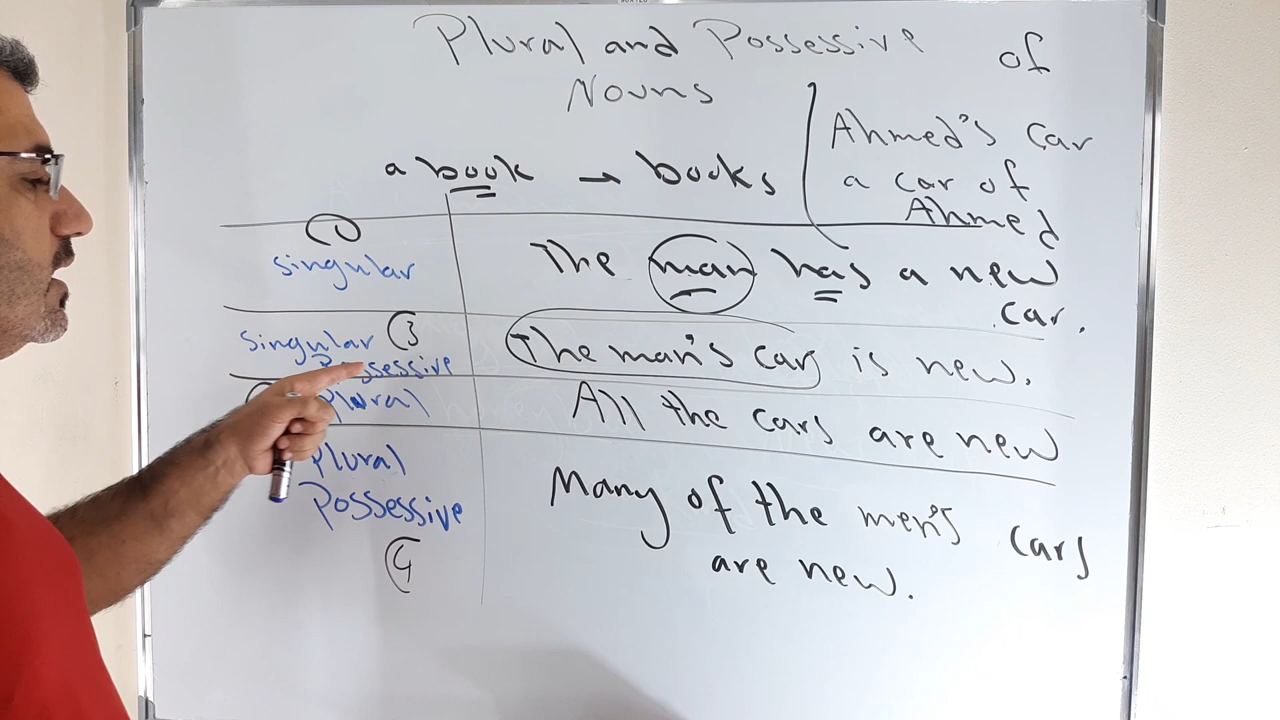 Plural and Possessive of
Nouns
a book → books
Ahmed's car
a car of
Ahmed
1
singular
The man has a new
car.
singular 3
Possessive
The man's cars is new.
Plural
All the cars are new
Plural
Possessive
4
Many of the men's cars
are new.